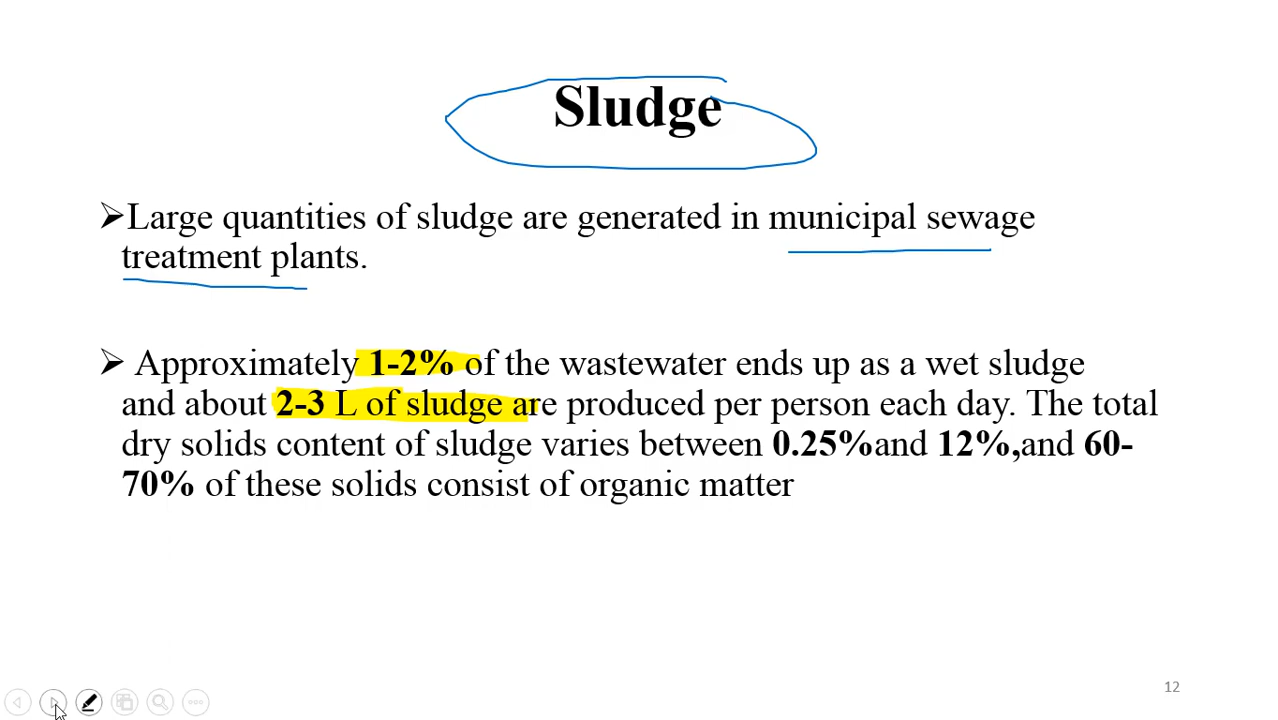 Sludge
➢Large quantities of sludge are generated in municipal sewage
treatment plants.
➢ Approximately 1-2% of the wastewater ends up as a wet sludge
and about 2-3 L of sludge are produced per person each day. The total
dry solids content of sludge varies between 0.25%and 12%,and 60-
70% of these solids consist of organic matter
12